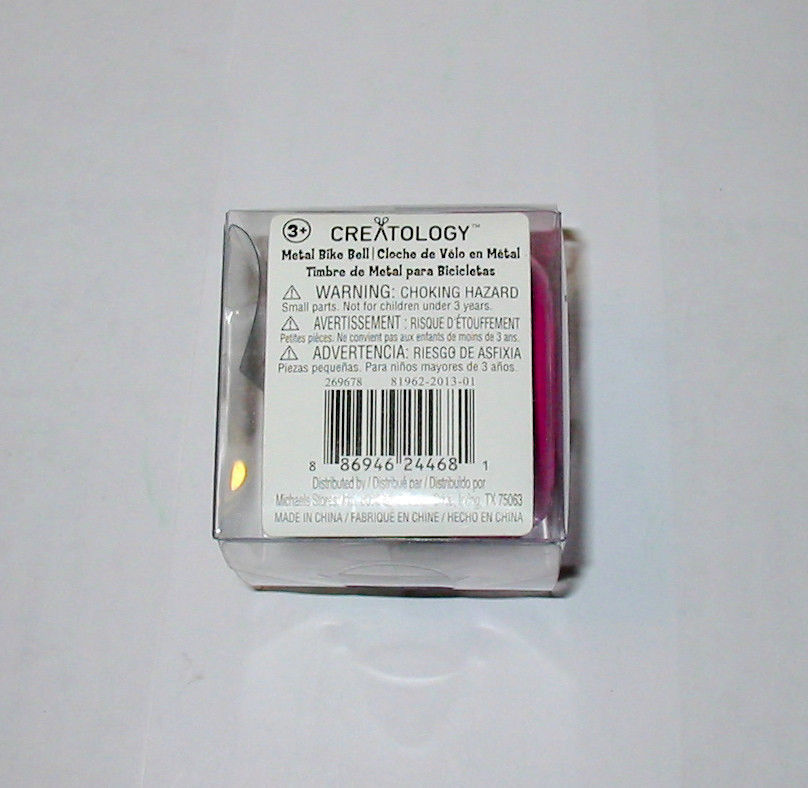 3+ CREATOLOGY™
Metal Bike Bell | Cloche de Vélo en Métal
Timbre de Metal para Bicicletas
WARNING: CHOKING HAZARD
Small parts. Not for children under 3 years.
AVERTISSEMENT : RISQUE D'ÉTOUFFEMENT
Petites pièces. Ne convient pas aux enfants de moins de 3 ans.
ADVERTENCIA: RIESGO DE ASFIXIA
Piezas pequeñas. Para niños mayores de 3 años.
269678 81962-2013-01
8 86946 24468 1
Distributed by / Distribué par / Distribuido por
Michaels Stores, Irving, TX 75063
MADE IN CHINA / FABRIQUÉ EN CHINE / HECHO EN CHINA